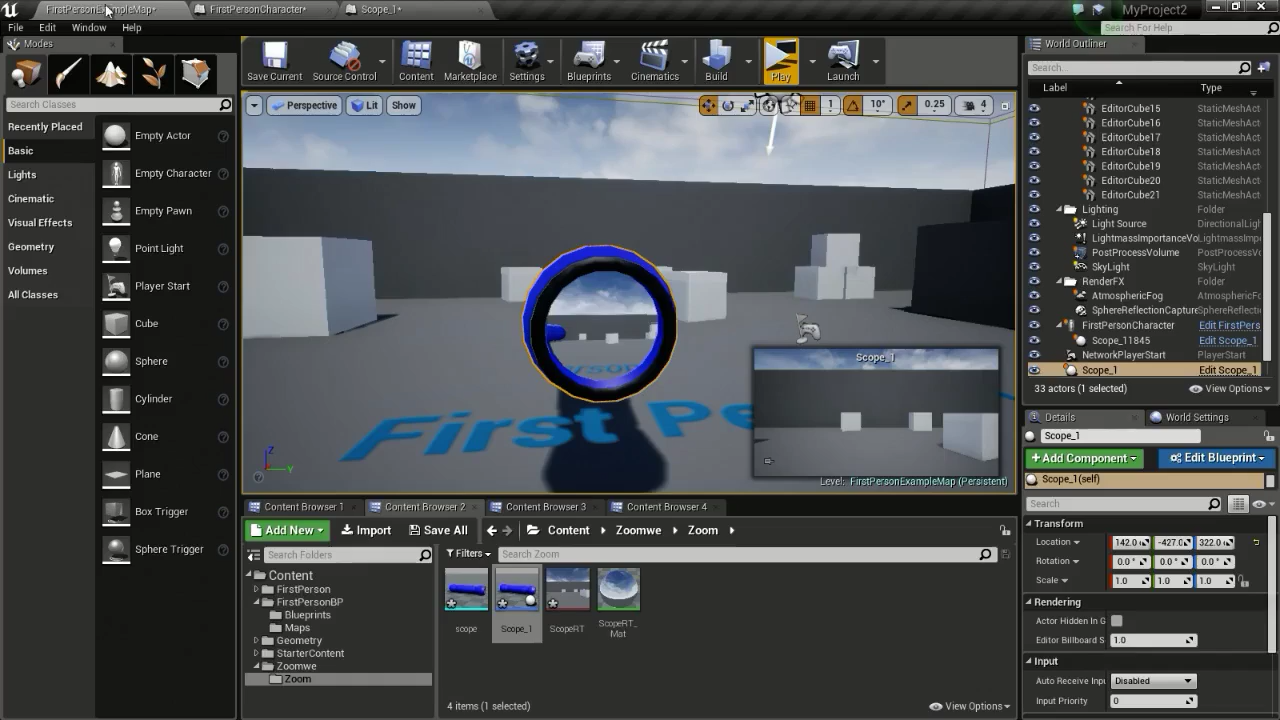 FirstPersonExampleMap*
FirstPersonCharacter*
Scope_1*
MyProject2
File Edit Window Help
Search For Help
Modes
Search Classes
Recently Placed
Basic
Lights
Cinematic
Visual Effects
Geometry
Volumes
All Classes
Empty Actor
Empty Character
Empty Pawn
Point Light
Player Start
Cube
Sphere
Cylinder
Cone
Plane
Box Trigger
Sphere Trigger
Save Current
Source Control
Content
Marketplace
Settings
Blueprints
Cinematics
Build
Play
Launch
Perspective
Lit
Show
1
10°
0.25
4
First Pe
Scope_1
Level: FirstPersonExampleMap (Persistent)
Z
Y
Content Browser 1
Content Browser 2
Content Browser 3
Content Browser 4
Add New
Import
Save All
Content
Zoomwe
Zoom
Search Folders
Filters
Search Zoom
Content
FirstPerson
FirstPersonBP
Blueprints
Maps
Geometry
StarterContent
Zoomwe
Zoom
scope
Scope_1
ScopeRT
ScopeRT_
Mat
4 items (1 selected)
View Options
World Outliner
Search...
Label Type
EditorCube15 StaticMeshAct
EditorCube16 StaticMeshAct
EditorCube17 StaticMeshAct
EditorCube18 StaticMeshAct
EditorCube19 StaticMeshAct
EditorCube20 StaticMeshAct
EditorCube21 StaticMeshAct
Lighting Folder
Light Source DirectionalLigh
LightmassImportanceVo LightmassImpo
PostProcessVolume PostProcessVo
SkyLight SkyLight
RenderFX Folder
AtmosphericFog AtmosphericFo
SphereReflectionCapture SphereReflecti
FirstPersonCharacter Edit FirstPers
Scope_11845 Edit Scope_1
NetworkPlayerStart PlayerStart
Scope_1 Edit Scope_1
33 actors (1 selected)
View Options
Details
World Settings
Scope_1
Add Component
Edit Blueprint
Scope_1(self)
Search
Transform
Location 142.0 -427.0 322.0
Rotation 0.0 ° 0.0 ° 0.0 °
Scale 1.0 1.0 1.0
Rendering
Actor Hidden In G
Editor Billboard S 1.0
Input
Auto Receive Inpu Disabled
Input Priority 0